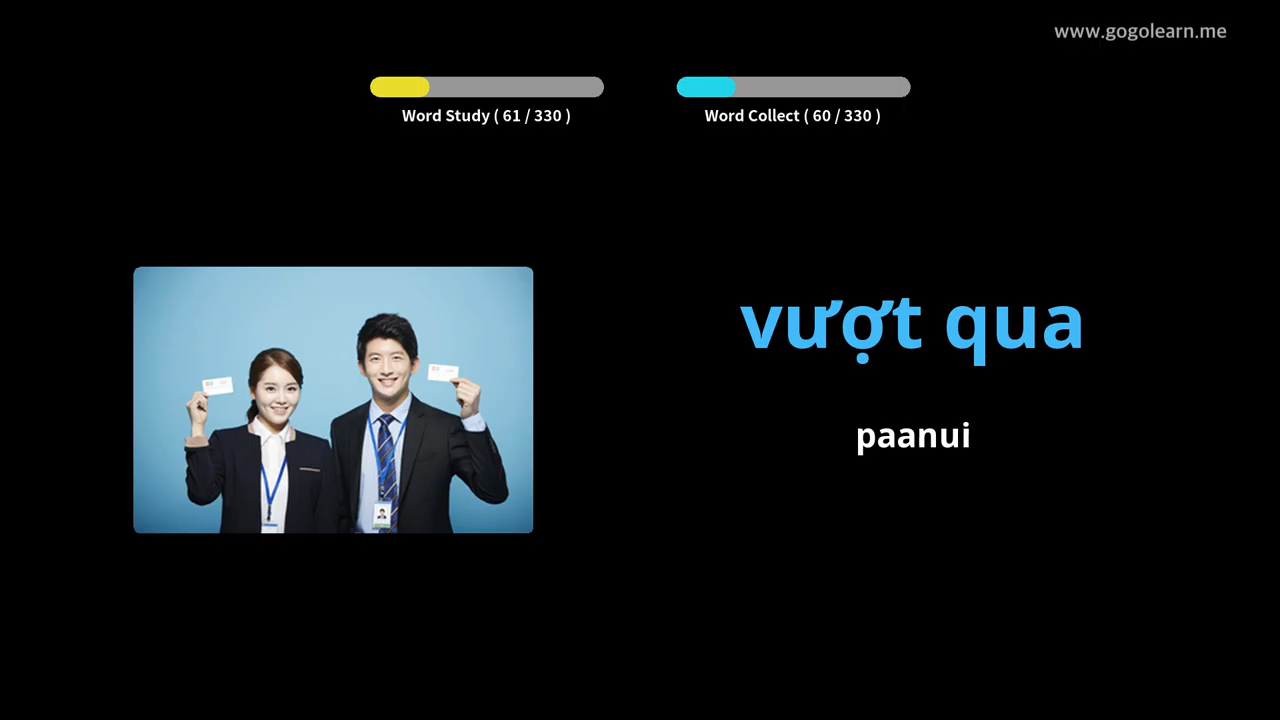 www.gogolearn.me
Word Study ( 61 / 330 )
Word Collect ( 60 / 330 )
vượt qua
paanui